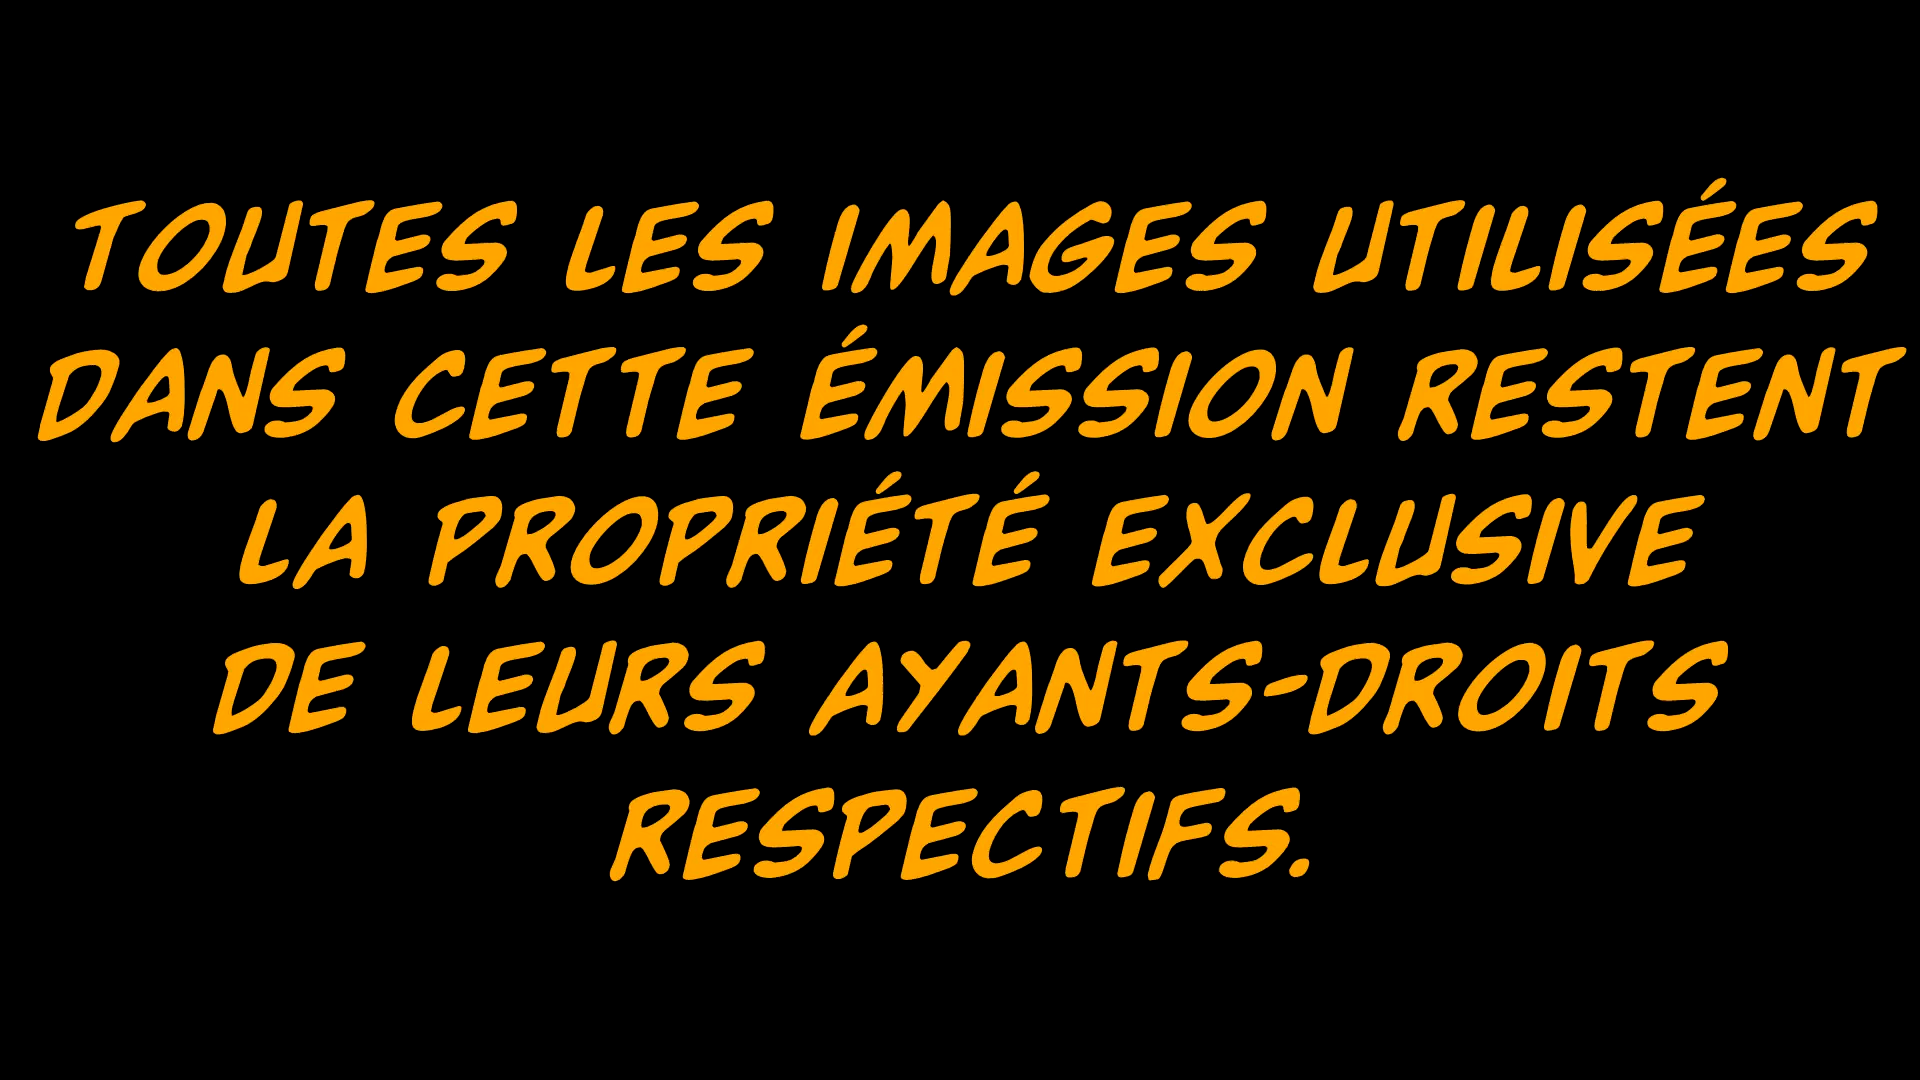 TOUTES LES IMAGES UTILISÉES
DANS CETTE ÉMISSION RESTENT
LA PROPRIÉTÉ EXCLUSIVE
DE LEURS AYANTS-DROITS
RESPECTIFS.